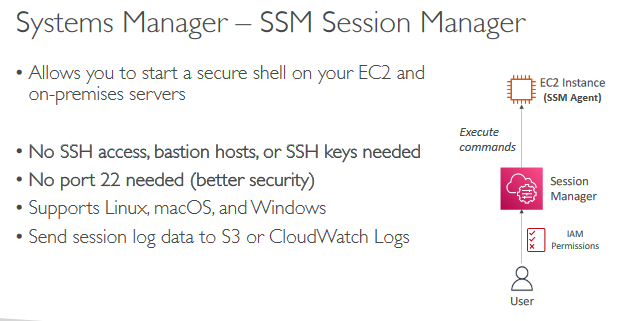 Systems Manager – SSM Session Manager
• Allows you to start a secure shell on your EC2 and
on-premises servers
• No SSH access, bastion hosts, or SSH keys needed
• No port 22 needed (better security)
• Supports Linux, macOS, and Windows
• Send session log data to S3 or CloudWatch Logs
EC2 Instance
(SSM Agent)
Execute
commands
Session
Manager
IAM
Permissions
User